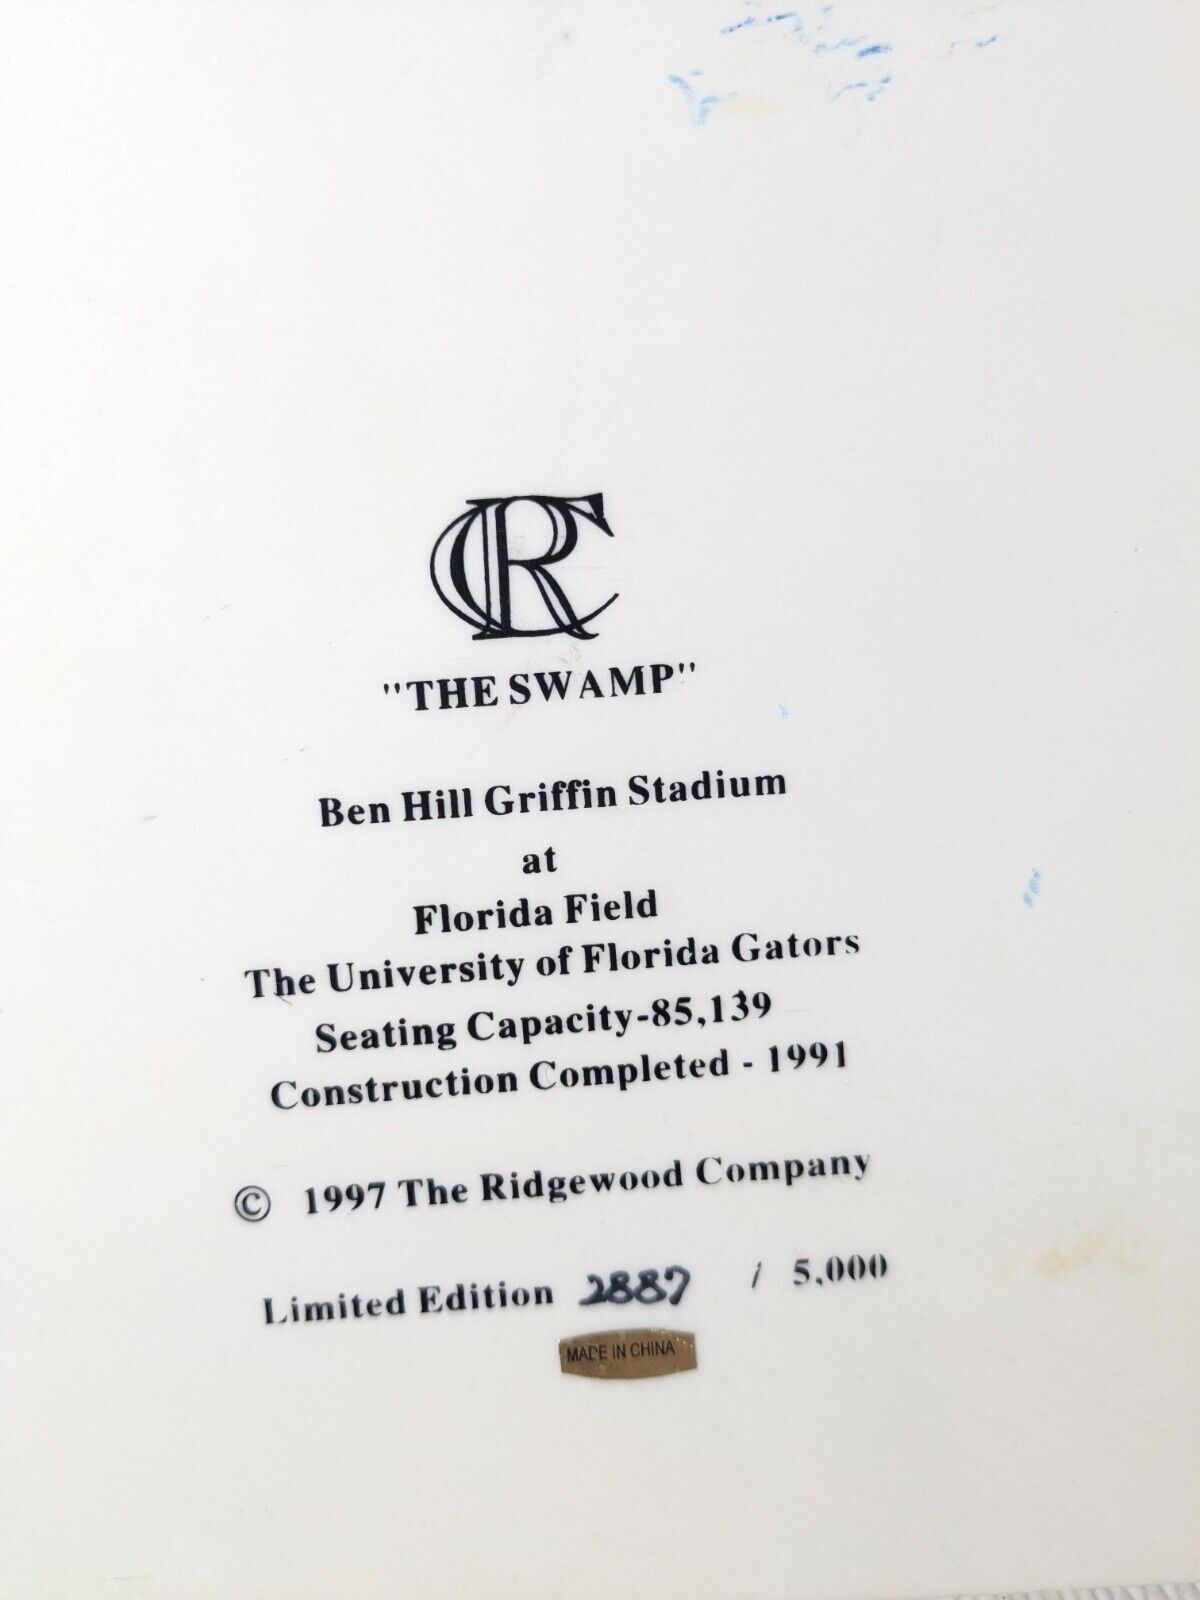 RC
"THE SWAMP"
Ben Hill Griffin Stadium
at
Florida Field
The University of Florida Gators
Seating Capacity-85,139
Construction Completed - 1991
© 1997 The Ridgewood Company
Limited Edition 2887 / 5,000
MADE IN CHINA